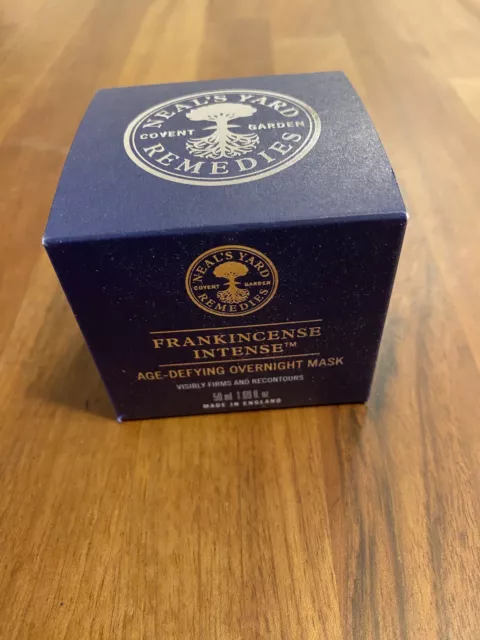 NEAL'S YARD
COVENT GARDEN
REMEDIES
NEAL'S YARD
COVENT GARDEN
REMEDIES
FRANKINCENSE
INTENSE™
AGE-DEFYING OVERNIGHT MASK
VISIBLY FIRMS AND RECONTOURS
50 ml 1.69 fl. oz
MADE IN ENGLAND